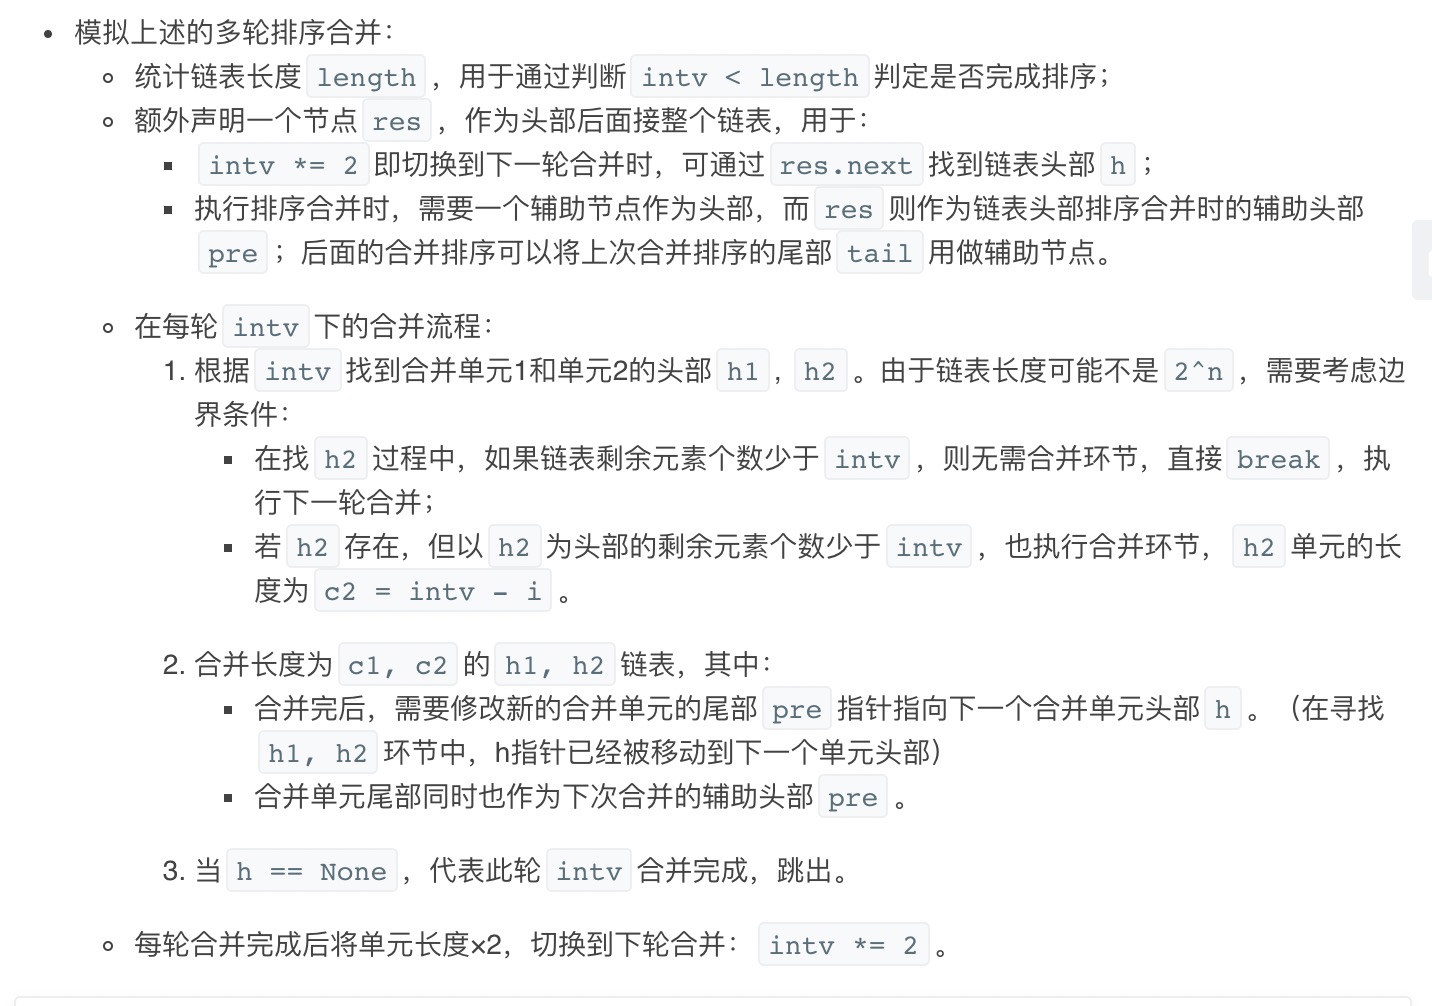 • 模拟上述的多轮排序合并：
◦ 统计链表长度 length ，用于通过判断 intv < length 判定是否完成排序；
◦ 额外声明一个节点 res ，作为头部后面接整个链表，用于：
▪ intv *= 2 即切换到下一轮合并时，可通过 res.next 找到链表头部 h ；
▪ 执行排序合并时，需要一个辅助节点作为头部，而 res 则作为链表头部排序合并时的辅助头部
pre ；后面的合并排序可以将上次合并排序的尾部 tail 用做辅助节点。
◦ 在每轮 intv 下的合并流程：
1. 根据 intv 找到合并单元1和单元2的头部 h1 , h2 。由于链表长度可能不是 2^n ，需要考虑边
界条件：
▪ 在找 h2 过程中，如果链表剩余元素个数少于 intv ，则无需合并环节，直接 break ，执
行下一轮合并；
▪ 若 h2 存在，但以 h2 为头部的剩余元素个数少于 intv ，也执行合并环节， h2 单元的长
度为 c2 = intv - i 。
2. 合并长度为 c1, c2 的 h1, h2 链表，其中：
▪ 合并完后，需要修改新的合并单元的尾部 pre 指针指向下一个合并单元头部 h 。（在寻找
h1, h2 环节中，h指针已经被移动到下一个单元头部）
▪ 合并单元尾部同时也作为下次合并的辅助头部 pre 。
3. 当 h == None ，代表此轮 intv 合并完成，跳出。
◦ 每轮合并完成后将单元长度×2，切换到下轮合并： intv *= 2 。